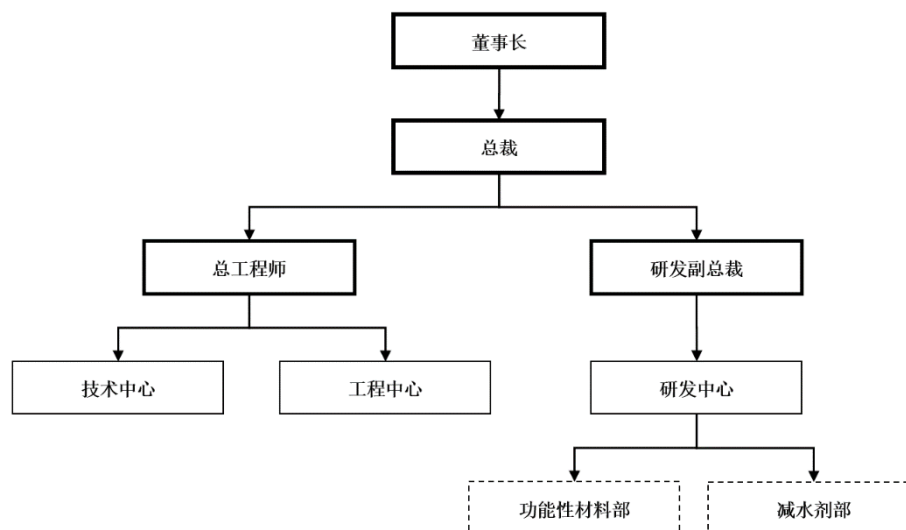 董事长
总裁
总工程师
研发副总裁
技术中心
工程中心
研发中心
功能性材料部
减水剂部